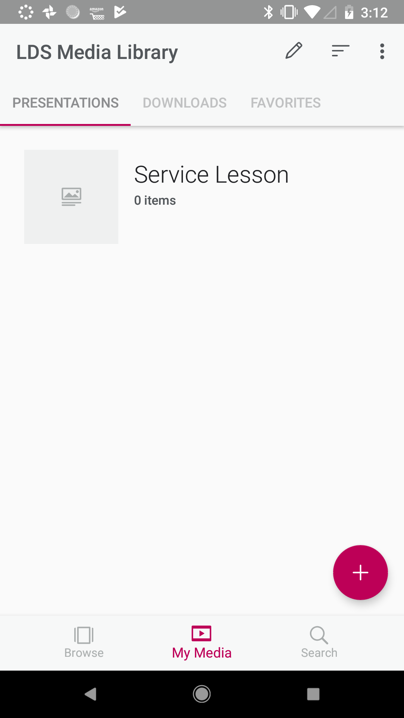 3:12
LDS Media Library
PRESENTATIONS DOWNLOADS FAVORITES
Service Lesson
0 items
Browse My Media Search